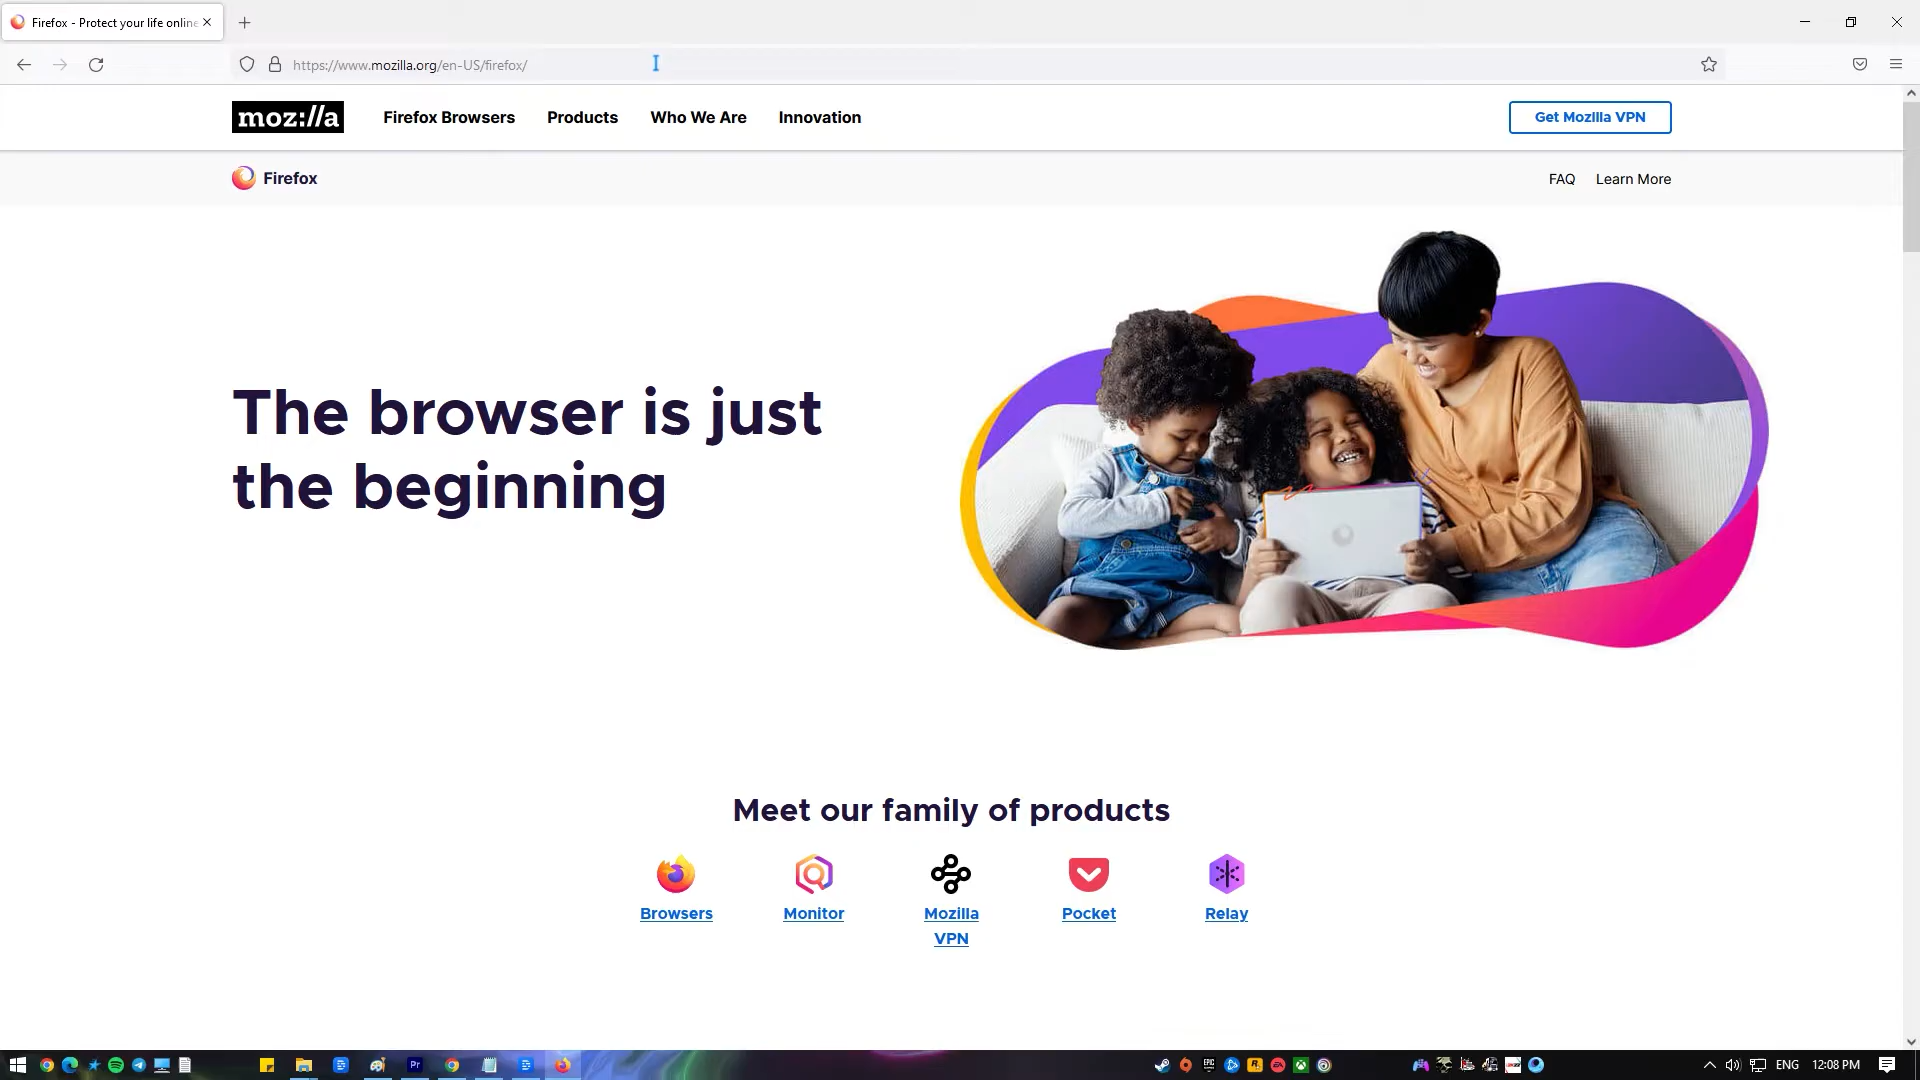 Firefox - Protect your life online
https://www.mozilla.org/en-US/firefox/
moz://a
Firefox Browsers
Products
Who We Are
Innovation
Get Mozilla VPN
Firefox
FAQ
Learn More
The browser is just
the beginning
Meet our family of products
Browsers
Monitor
Mozilla
VPN
Pocket
Relay
Pr
ENG
12:08 PM